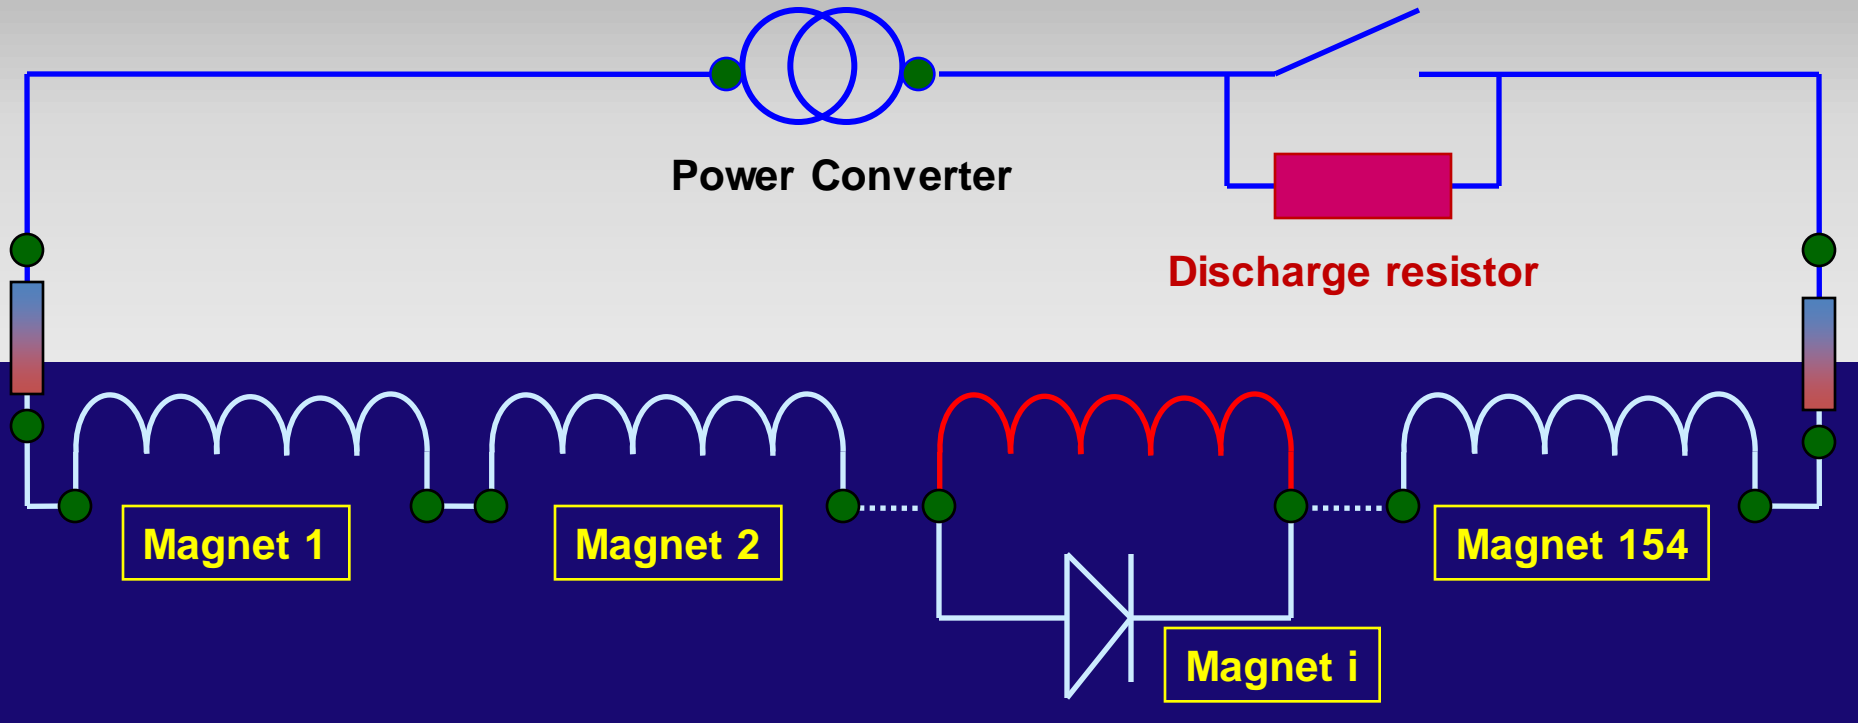 Power Converter
Discharge resistor
Magnet 1
Magnet 2
Magnet 154
Magnet i